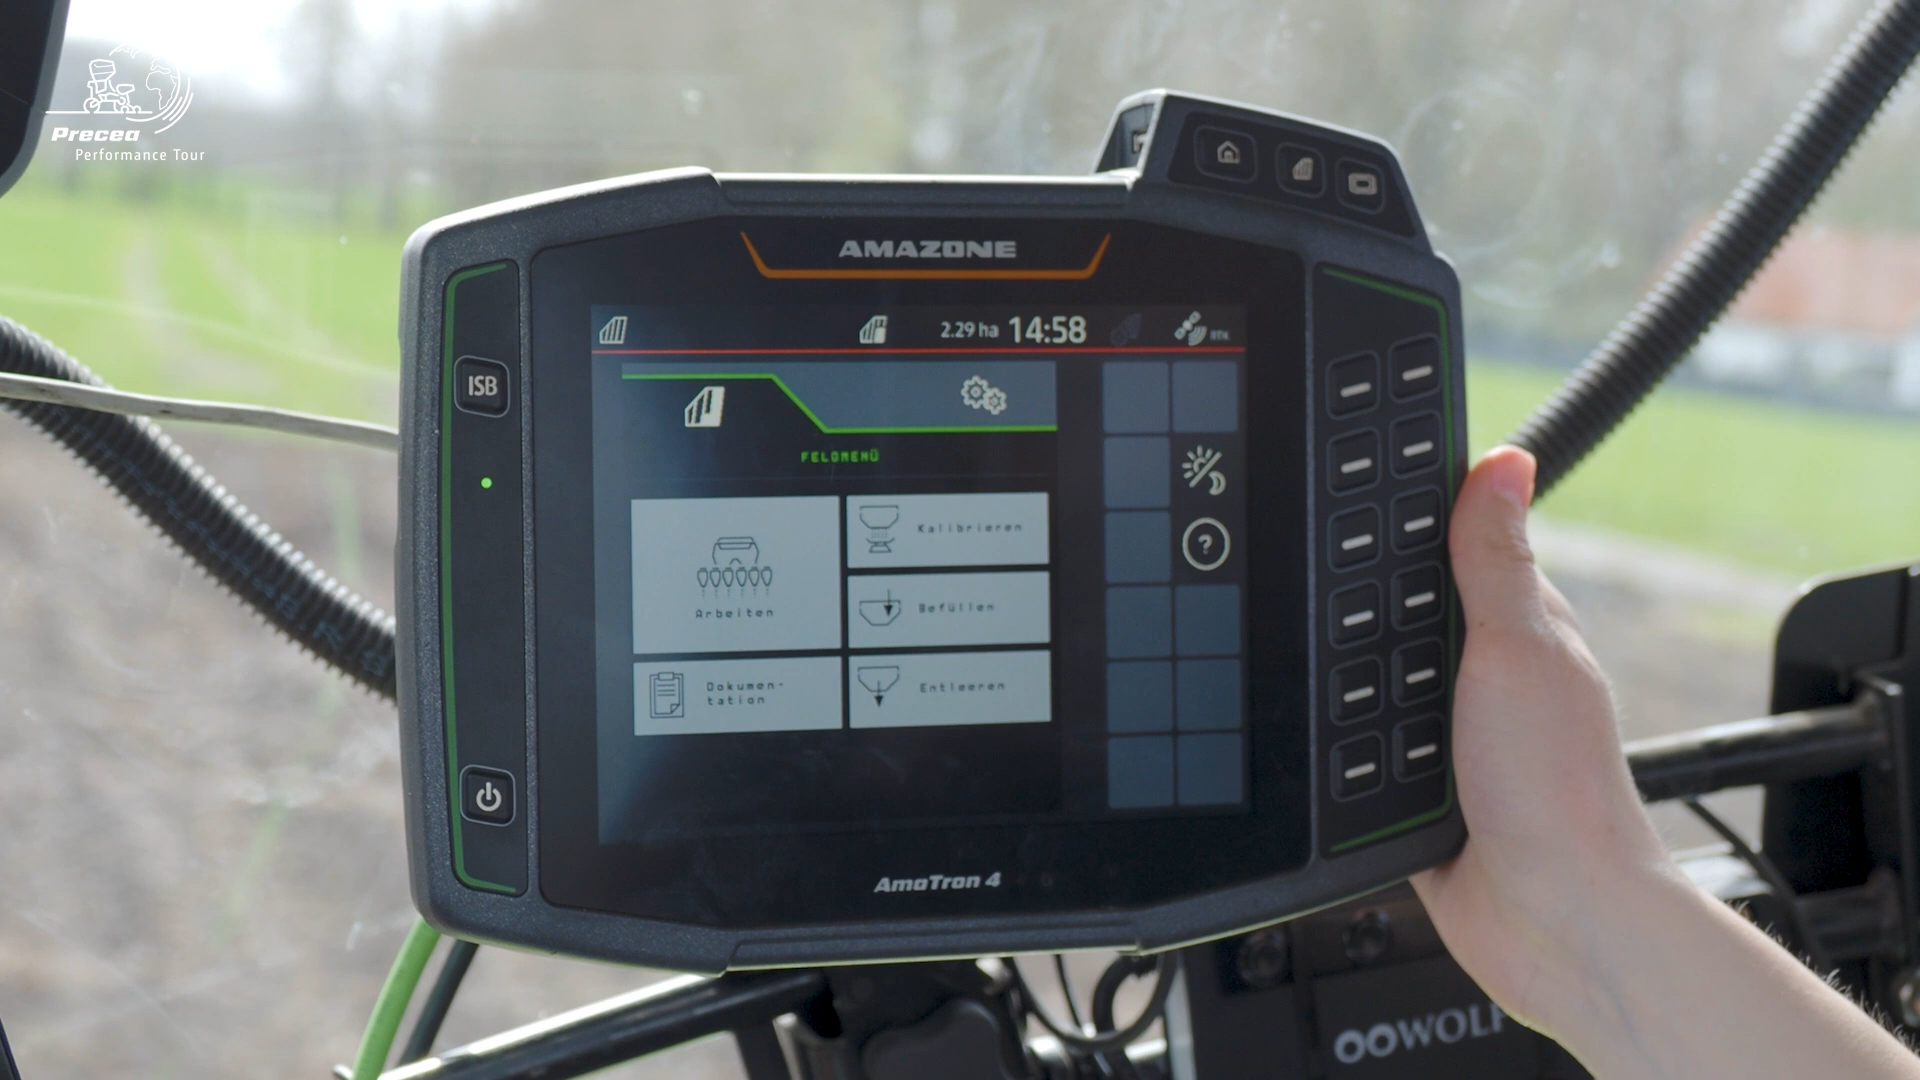 Precea
Performance Tour
AMAZONE
2.29 ha 14:58
RTK
ISB
FELDMENÜ
Kalibrieren
Arbeiten
Befüllen
Dokumen-
tation
Entleeren
?
AmaTron 4
WOLF